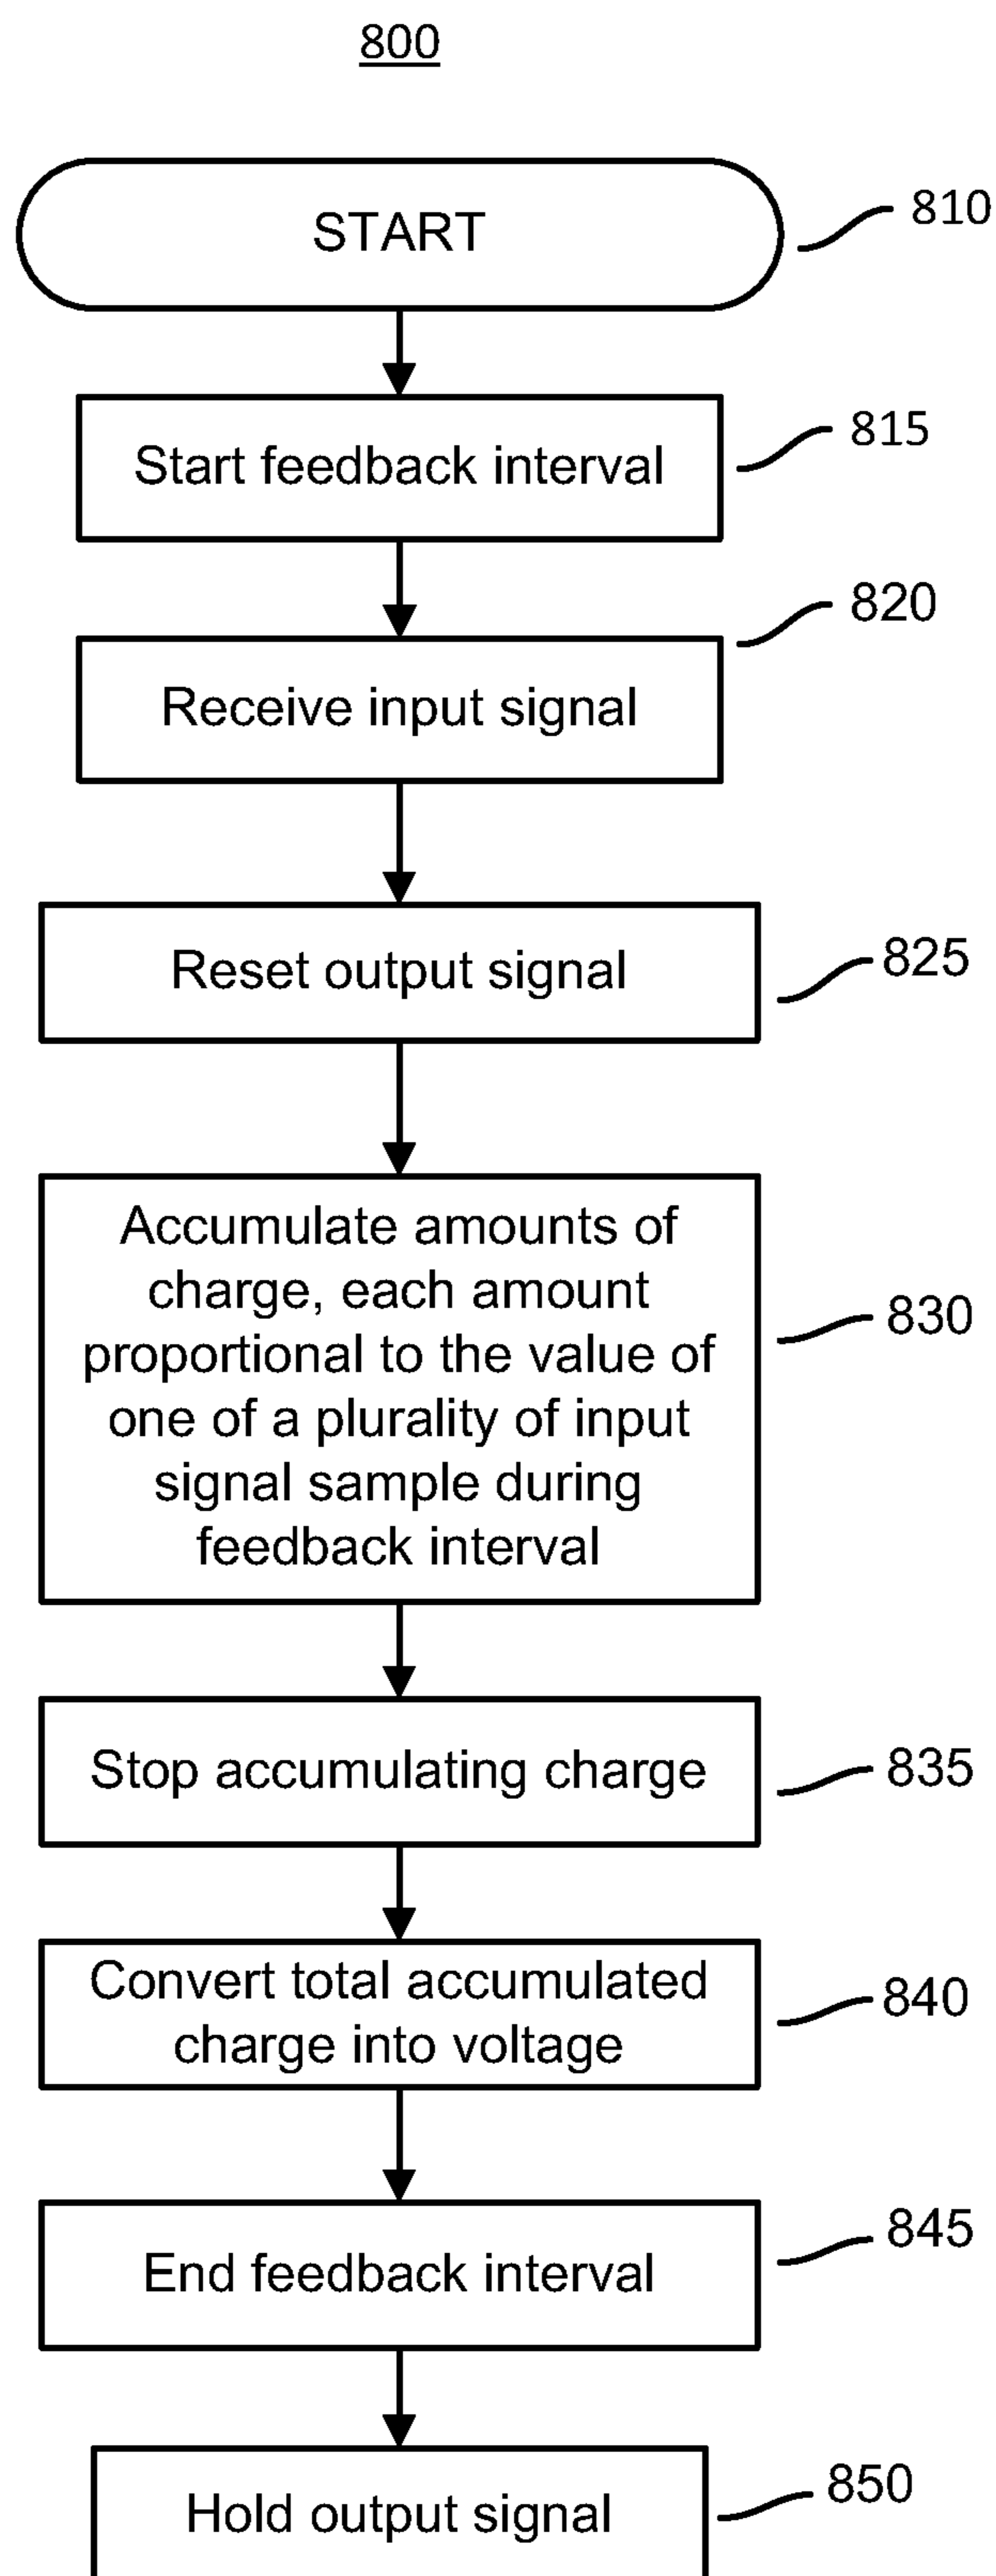 800
START
810
Start feedback interval
815
820
Receive input signal
Reset output signal
825
Accumulate amounts of
charge, each amount
proportional to the value of
one of a plurality of input
signal sample during
feedback interval
830
Stop accumulating charge
835
Convert total accumulated
charge into voltage
840
End feedback interval
845
Hold output signal
850